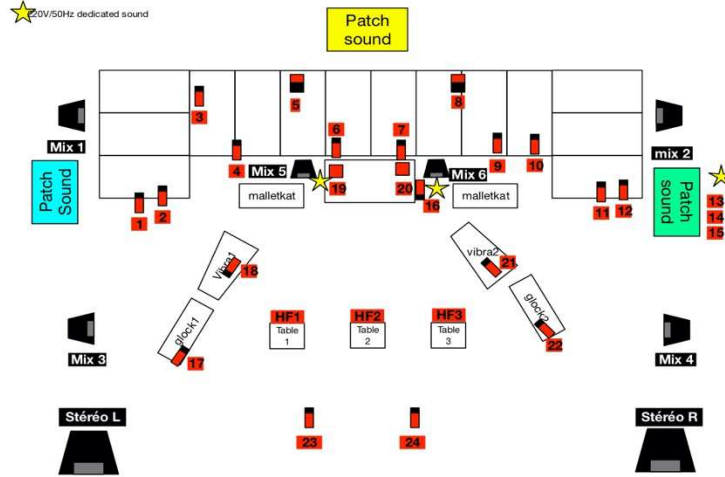 220V/50Hz dedicated sound
Patch
sound
5
8
3
6
7
Mix 1
mix 2
4
9
10
Mix 5
Mix 6
19
20
Patch
Sound
malletkat
malletkat
Patch
sound
16
13
14
15
1
2
11
12
Vibra1
18
vibra2
21
glock1
glock2
HF1
HF2
HF3
Table
1
Table
2
Table
3
17
22
Mix 3
Mix 4
Stéréo L
Stéréo R
23
24